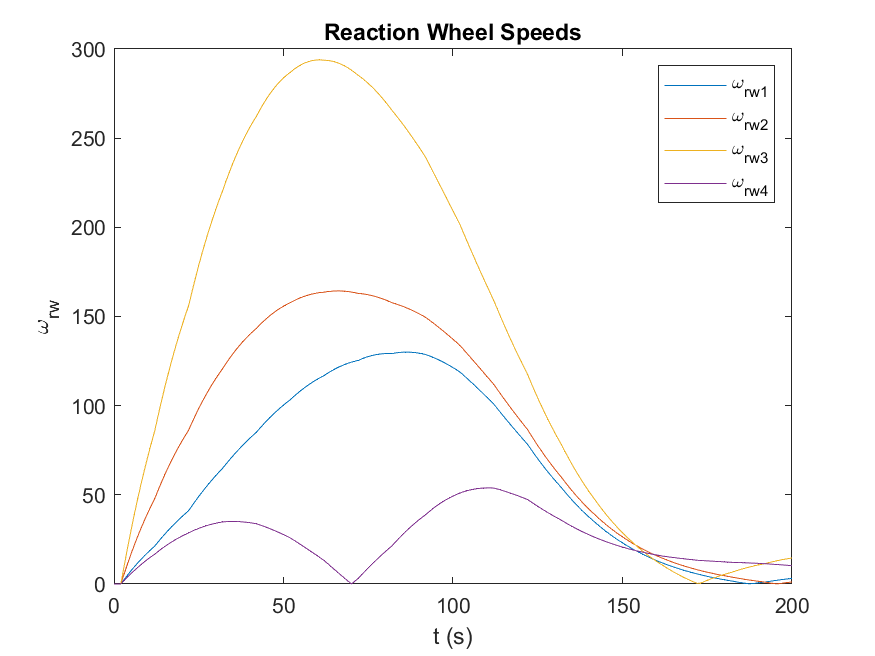 Reaction Wheel Speeds
300
250
200
150
100
50
0
ω_rw
ω_rw1
ω_rw2
ω_rw3
ω_rw4
0 50 100 150 200
t (s)